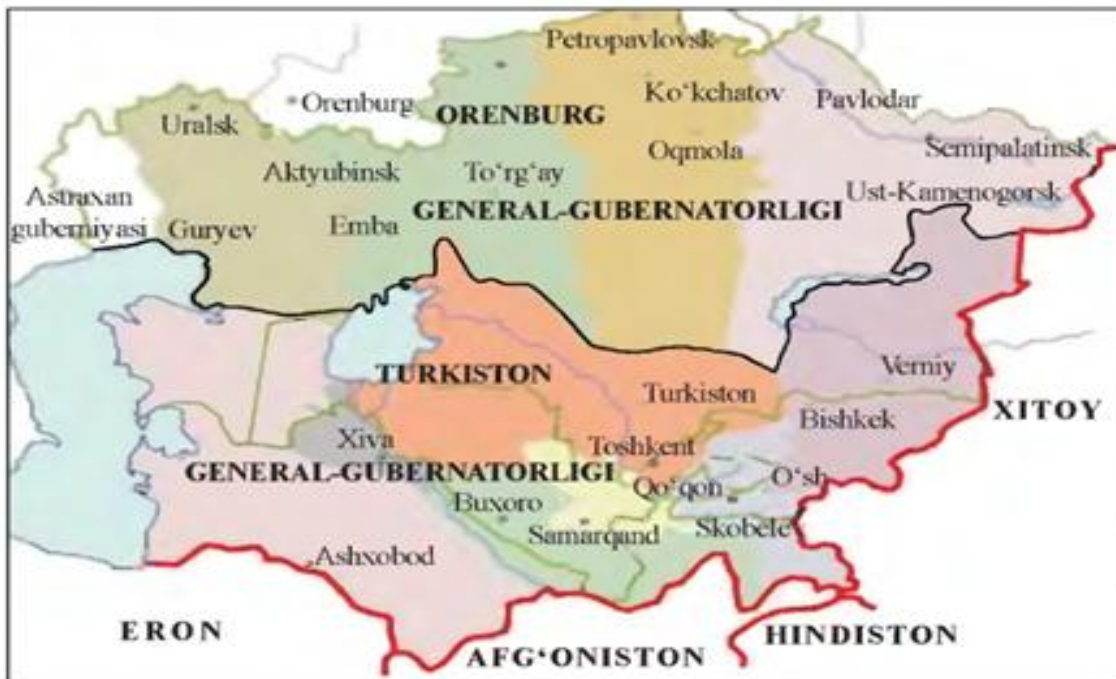 Petropavlovsk
Ko‘kchatov
Pavlodar
Orenburg
ORENBURG
Uralsk
Oqmola
Semipalatinsk
Aktyubinsk
To‘rg‘ay
Ust-Kamenogorsk
Astraxan
guberniyasi
Guryev
Emba
GENERAL-GUBERNATORLIGI
Verniy
TURKISTON
Turkiston
XITOY
Bishkek
Xiva
Toshkent
GENERAL-GUBERNATORLIGI
Qo‘qon
O‘sh
Buxoro
Samarqand
Skobele
Ashxobod
ERON
AFG‘ONISTON
HINDISTON